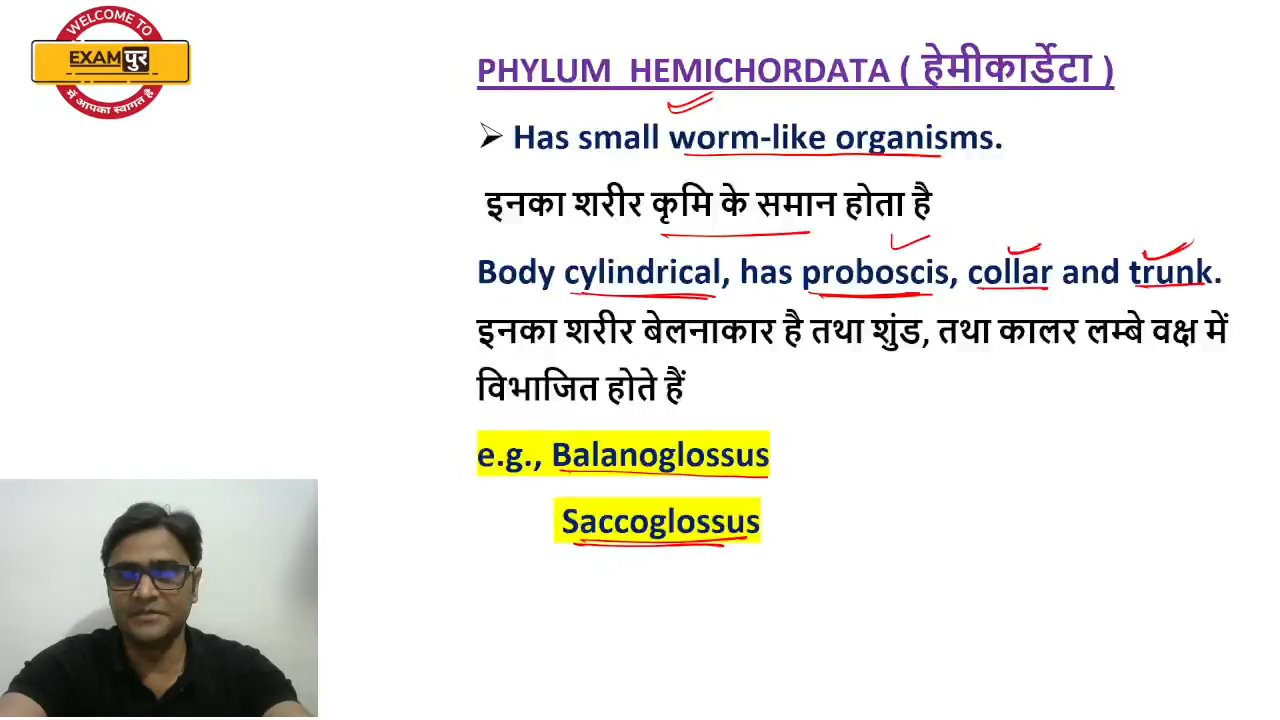 WELCOME TO
EXAMपुर
में आपका स्वागत है
PHYLUM HEMICHORDATA ( हेमीकार्डेटा )
➢ Has small worm-like organisms.
इनका शरीर कृमि के समान होता है
Body cylindrical, has proboscis, collar and trunk.
इनका शरीर बेलनाकार है तथा शुंड, तथा कालर लम्बे वक्ष में
विभाजित होते हैं
e.g., Balanoglossus
Saccoglossus